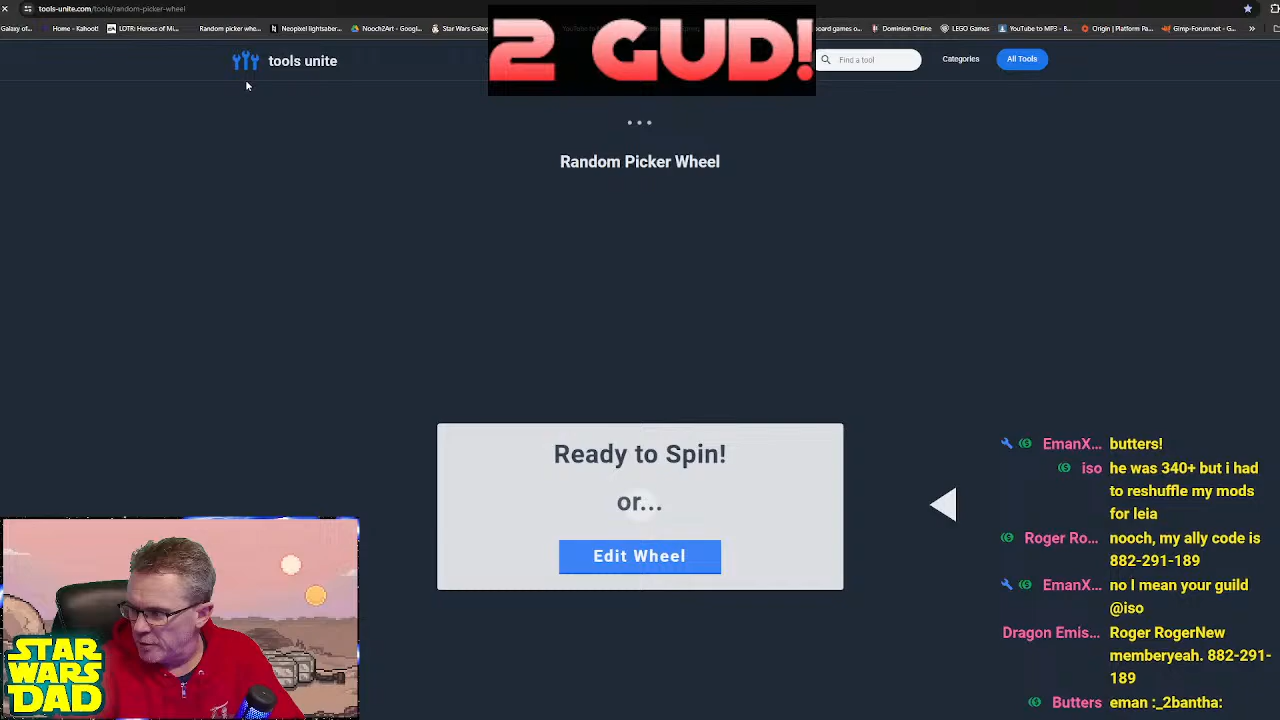 tools-unite.com/tools/random-picker-wheel
Galaxy of
Home - Kahoot!
LOTR: Heroes of Mi...
Random picker whe...
Neopixel lightsaber...
Nooch2Art - Googl...
Star Wars Gala
board games o...
Dominion Online
LEGO Games
YouTube to MP3 - B...
Origin | Platform Pa...
Gimp-Forum.net - G...
2 GUD!
tools unite
Find a tool
Categories
All Tools
Random Picker Wheel
Ready to Spin!
or...
Edit Wheel
EmanX... butters!
iso he was 340+ but i had
to reshuffle my mods
for leia
Roger Ro... nooch, my ally code is
882-291-189
EmanX... no I mean your guild
@iso
Dragon Emis... Roger RogerNew
memberyeah. 882-291-
189
Butters eman :_2bantha:
STAR
WARS
DAD